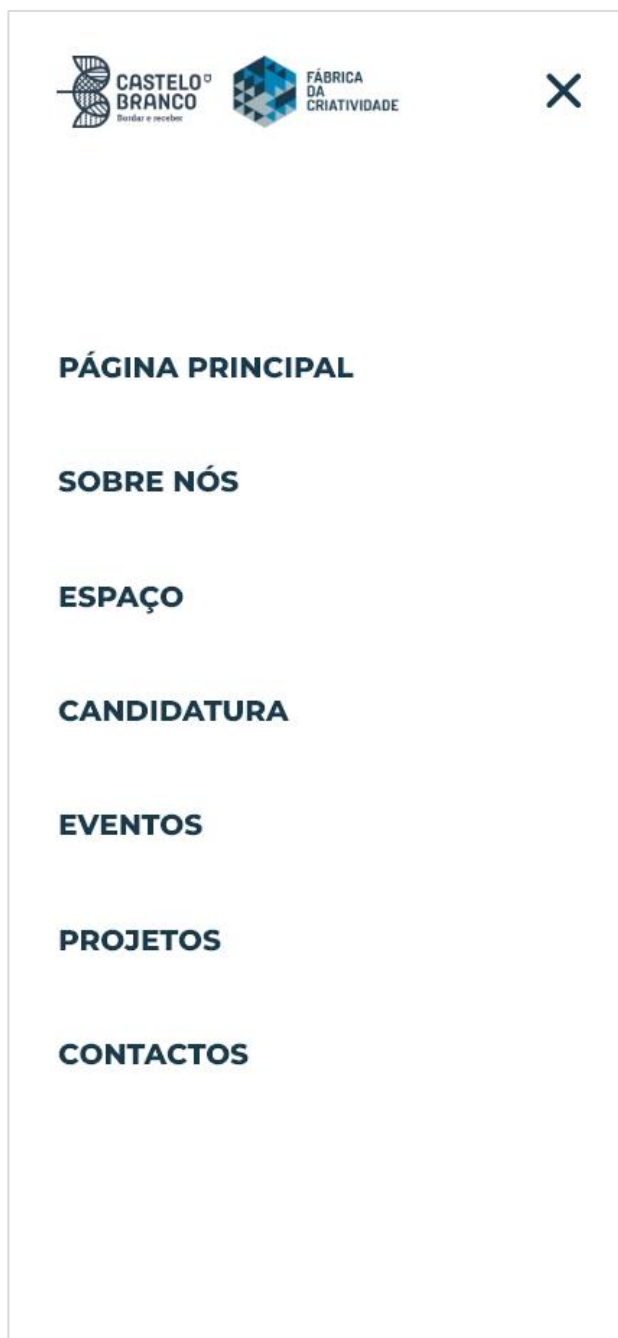 CASTELO
BRANCO
Bordar e receber
FÁBRICA
DA
CRIATIVIDADE
PÁGINA PRINCIPAL
SOBRE NÓS
ESPAÇO
CANDIDATURA
EVENTOS
PROJETOS
CONTACTOS